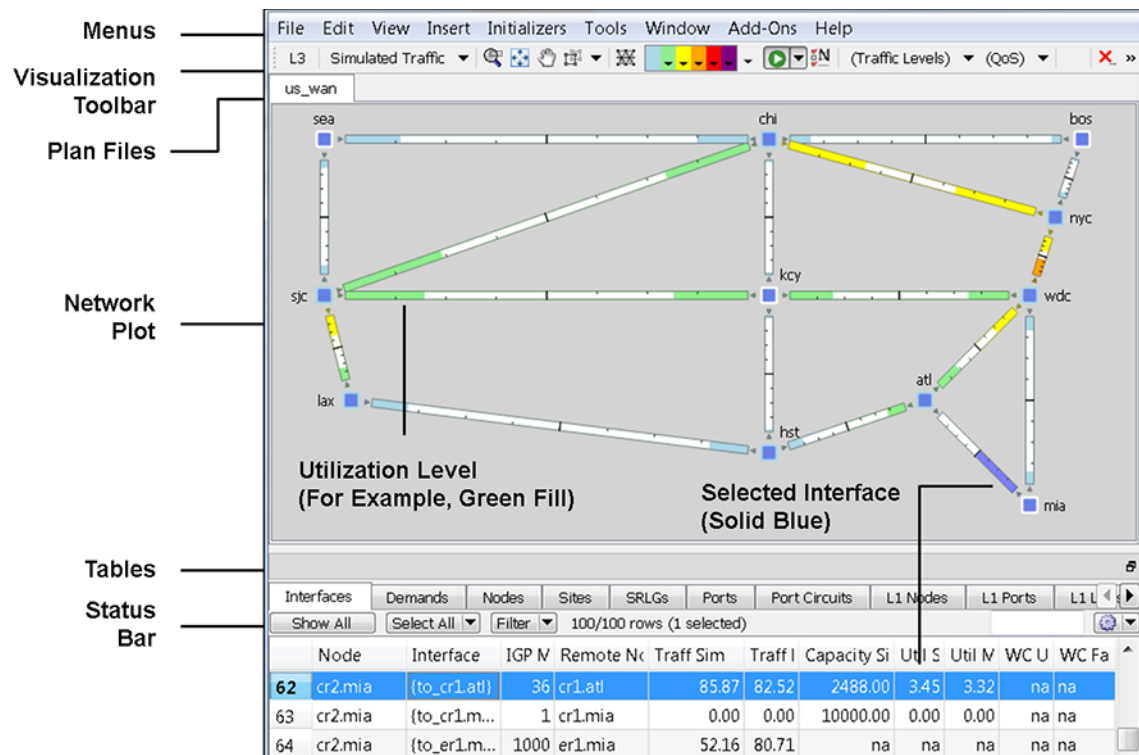 Menus
Visualization
Toolbar
Plan Files
Network
Plot
Tables
Status
Bar
File Edit View Insert Initializers Tools Window Add-Ons Help
L3 Simulated Traffic (Traffic Levels) (QoS)
us_wan
sea chi bos
nyc
kcy
sjc wdc
atl
lax
hst
Utilization Level
(For Example, Green Fill)
Selected Interface
(Solid Blue)
mia
Interfaces Demands Nodes Sites SRLGs Ports Port Circuits L1 Nodes L1 Ports L1 L
Show All Select All Filter 100/100 rows (1 selected)
Node Interface IGP M Remote No Traff Sim Traff Capacity Si Util S Util M WC U WC Fa
62 cr2.mia {to_cr1.atl} 36 cr1.atl 85.87 82.52 2488.00 3.45 3.32 na na
63 cr2.mia {to_cr1.m... 1 cr1.mia 0.00 0.00 10000.00 0.00 0.00 na na
64 cr2.mia {to_er1.m... 1000 er1.mia 52.16 80.71 na na na na na